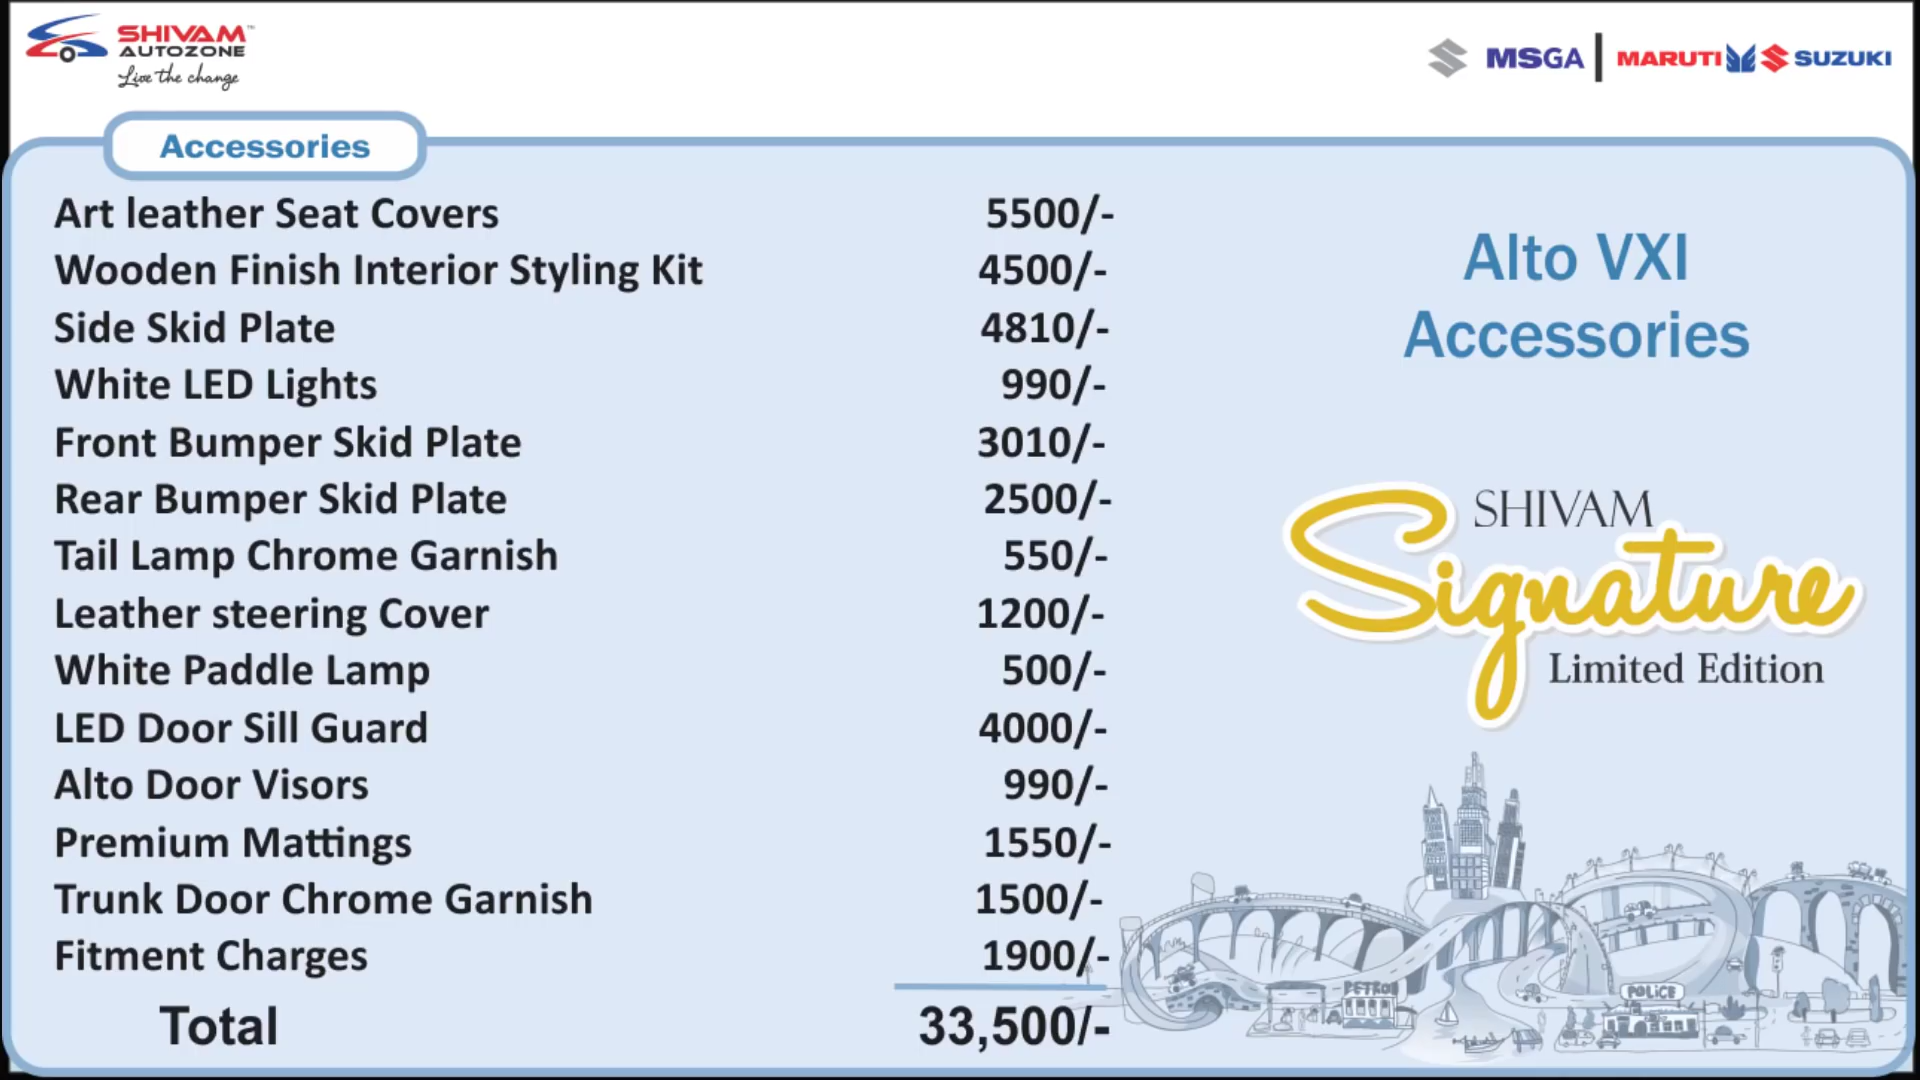 SHIVAM™
AUTOZONE
Live the change
MSGA | MARUTI SUZUKI
Accessories
Art leather Seat Covers 5500/-
Wooden Finish Interior Styling Kit 4500/-
Side Skid Plate 4810/-
White LED Lights 990/-
Front Bumper Skid Plate 3010/-
Rear Bumper Skid Plate 2500/-
Tail Lamp Chrome Garnish 550/-
Leather steering Cover 1200/-
White Paddle Lamp 500/-
LED Door Sill Guard 4000/-
Alto Door Visors 990/-
Premium Mattings 1550/-
Trunk Door Chrome Garnish 1500/-
Fitment Charges 1900/-
Total 33,500/-
Alto VXI
Accessories
SHIVAM
Signature
Limited Edition
PETROL
POLICE